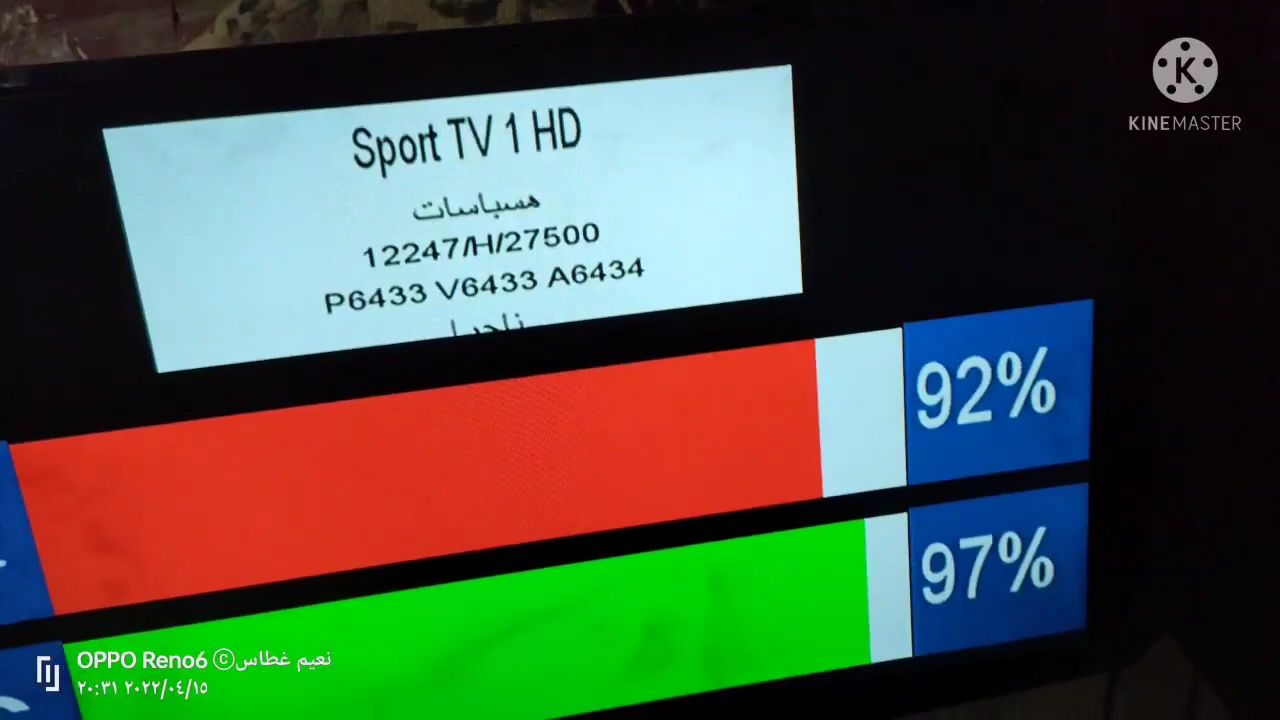 KINEMASTER
Sport TV 1 HD
هسباسات
12247/H/27500
P6433 V6433 A6434
92%
97%
OPPO Reno6 ©نعيم غطاس
٢٠:٣١ ٢٠٢٢/٠٤/١٥